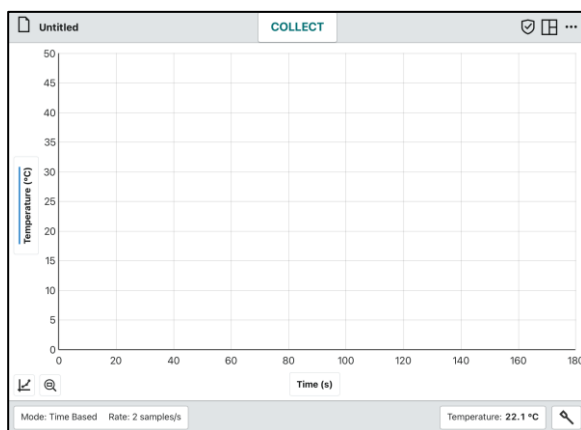 Untitled
COLLECT
50
45
40
35
30
25
20
15
10
5
0
Temperature (°C)
0 20 40 60 80 100 120 140 160 180
Time (s)
Mode: Time Based Rate: 2 samples/s
Temperature: 22.1 °C